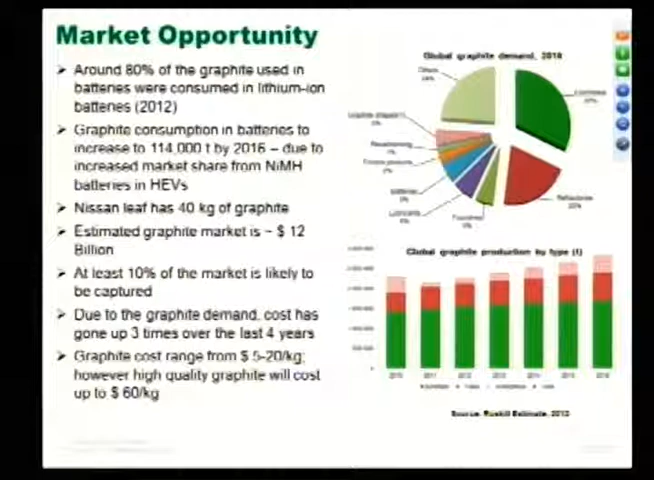 Market Opportunity
Around 80% of the graphite used in
batteries were consumed in lithium-ion
batteries (2012)
Graphite consumption in batteries to
increase to 114,000 t by 2016 – due to
increased market share from NiMH
batteries in HEVs
Nissan leaf has 40 kg of graphite
Estimated graphite market is ~ $ 12
Billion
At least 10% of the market is likely to
be captured
Due to the graphite demand, cost has
gone up 3 times over the last 4 years
Graphite cost range from $ 5-20/kg;
however high quality graphite will cost
up to $ 60/kg
Global graphite demand, 2016
Others
Refractories
Batteries
Lubricants
Foundries
Global graphite production by type (t)
Source: Roskill Estimate, 2012